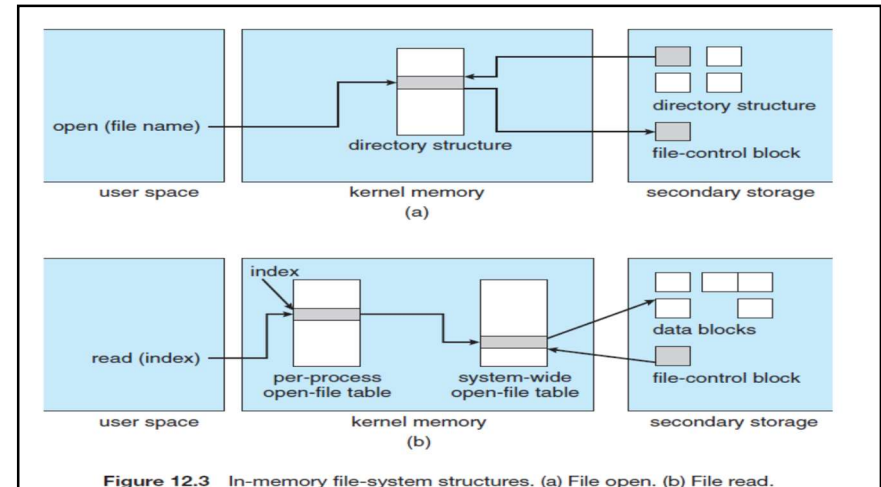 directory structure
open (file name)
directory structure
file-control block
user space
kernel memory
secondary storage
(a)
index
data blocks
read (index)
per-process
open-file table
system-wide
open-file table
file-control block
user space
kernel memory
secondary storage
(b)
Figure 12.3 In-memory file-system structures. (a) File open. (b) File read.